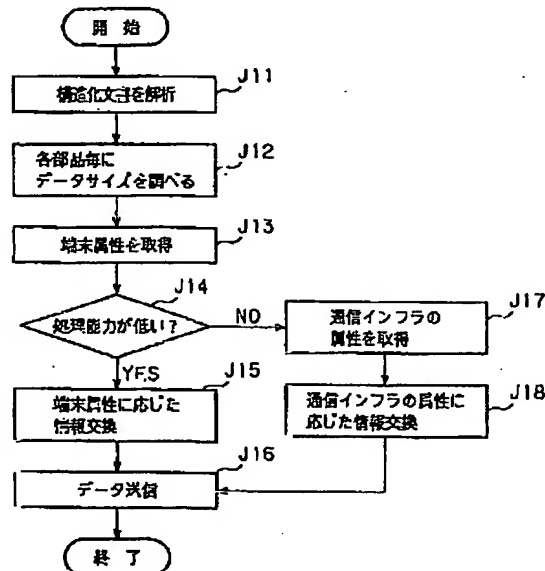 開 始
J11
構造化文書を解析
J12
各部品毎に
データサイズを調べる
J13
端末属性を取得
J14
処理能力が低い?
NO
YES
J17
通信インフラの
属性を取得
J15
端末属性に応じた
情報交換
J18
通信インフラの属性に
応じた情報交換
J16
データ送信
終 了